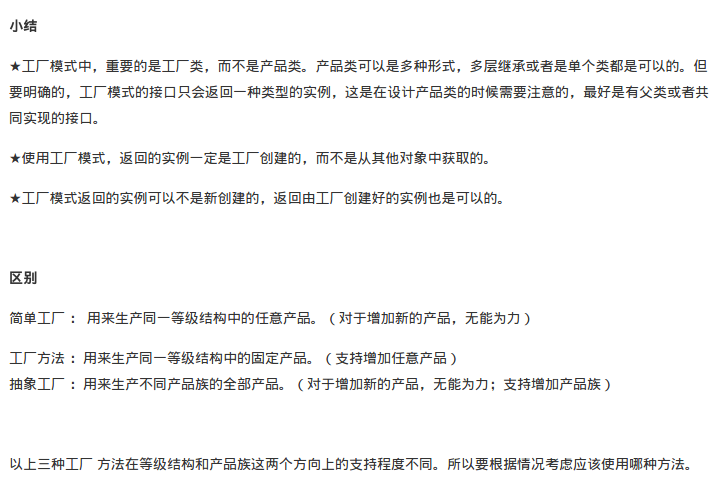 小结
★工厂模式中，重要的是工厂类，而不是产品类。产品类可以是多种形式，多层继承或者是单个类都是可以的。但
要明确的，工厂模式的接口只会返回一种类型的实例，这是在设计产品类的时候需要注意的，最好是有父类或者共
同实现的接口。
★使用工厂模式，返回的实例一定是工厂创建的，而不是从其他对象中获取的。
★工厂模式返回的实例可以不是新创建的，返回由工厂创建好的实例也是可以的。
区别
简单工厂 ： 用来生产同一等级结构中的任意产品。（对于增加新的产品，无能为力）
工厂方法 ：用来生产同一等级结构中的固定产品。（支持增加任意产品）
抽象工厂 ：用来生产不同产品族的全部产品。（对于增加新的产品，无能为力；支持增加产品族）
以上三种工厂 方法在等级结构和产品族这两个方向上的支持程度不同。所以要根据情况考虑应该使用哪种方法。